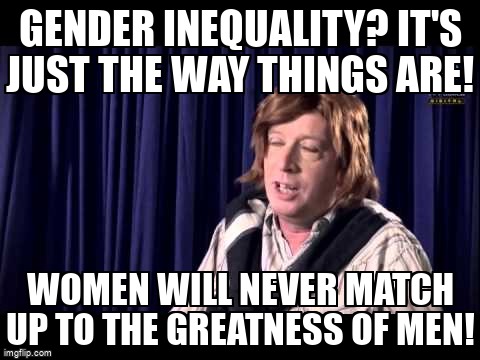 GENDER INEQUALITY? IT'S
JUST THE WAY THINGS ARE!
DIGITAL
WOMEN WILL NEVER MATCH
UP TO THE GREATNESS OF MEN!
imgflip.com